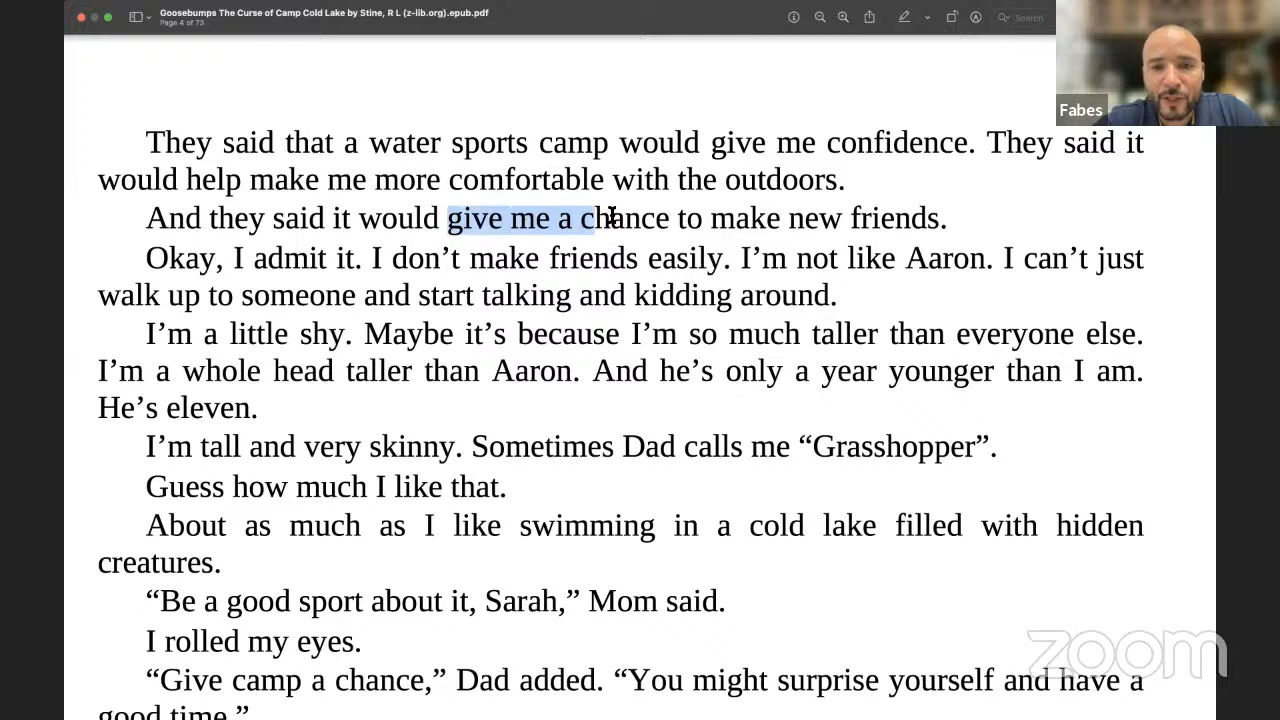 Goosebumps The Curse of Camp Cold Lake by Stine, R L (z-lib.org).epub.pdf
Page 4 of 73
Search
Fabes
They said that a water sports camp would give me confidence. They said it
would help make me more comfortable with the outdoors.
And they said it would give me a chance to make new friends.
Okay, I admit it. I don’t make friends easily. I’m not like Aaron. I can’t just
walk up to someone and start talking and kidding around.
I’m a little shy. Maybe it’s because I’m so much taller than everyone else.
I’m a whole head taller than Aaron. And he’s only a year younger than I am.
He’s eleven.
I’m tall and very skinny. Sometimes Dad calls me “Grasshopper”.
Guess how much I like that.
About as much as I like swimming in a cold lake filled with hidden
creatures.
“Be a good sport about it, Sarah,” Mom said.
I rolled my eyes.
“Give camp a chance,” Dad added. “You might surprise yourself and have a
good time.”
zoom